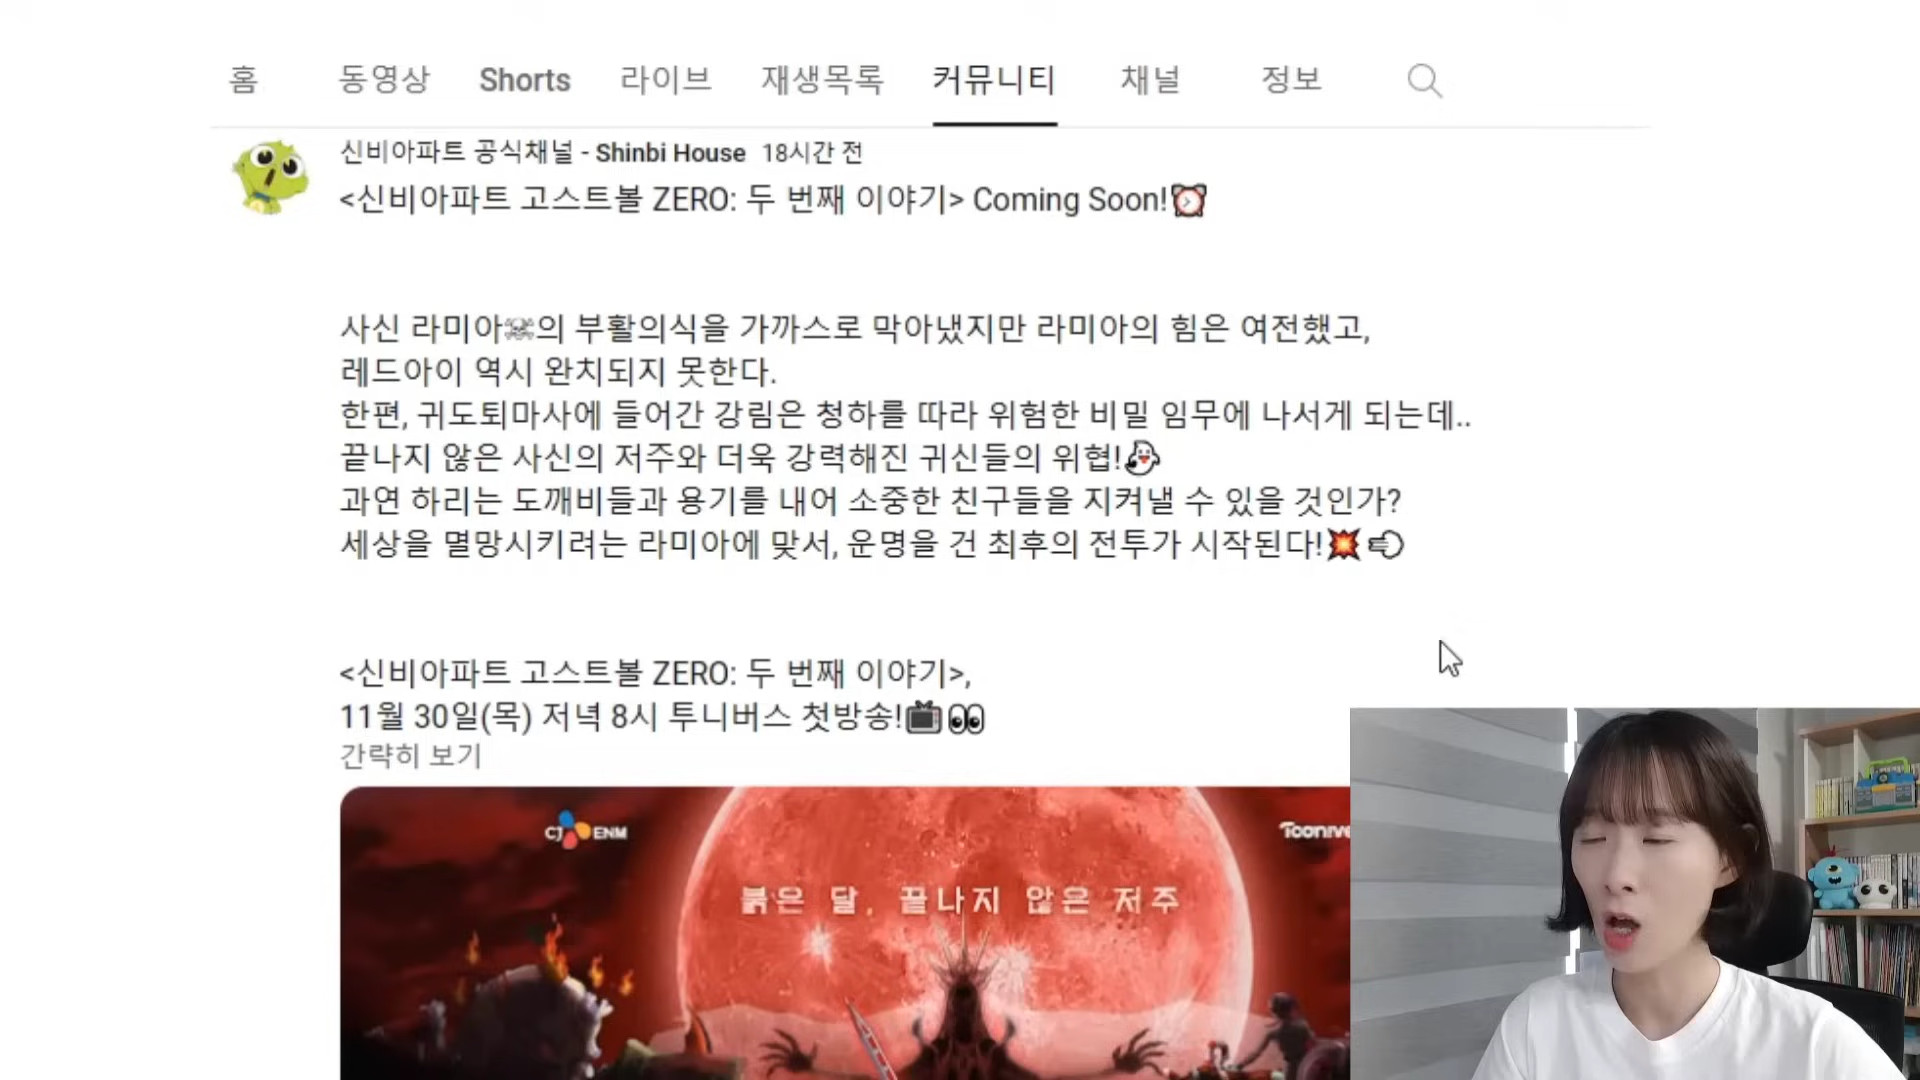 홈 동영상 Shorts 라이브 재생목록 커뮤니티 채널 정보
신비아파트 공식채널 - Shinbi House 18시간 전
<신비아파트 고스트볼 ZERO: 두 번째 이야기> Coming Soon!⏰
사신 라미아☠의 부활의식을 가까스로 막아냈지만 라미아의 힘은 여전했고,
레드아이 역시 완치되지 못한다.
한편, 귀도퇴마사에 들어간 강림은 청하를 따라 위험한 비밀 임무에 나서게 되는데..
끝나지 않은 사신의 저주와 더욱 강력해진 귀신들의 위협!👻
과연 하리는 도깨비들과 용기를 내어 소중한 친구들을 지켜낼 수 있을 것인가?
세상을 멸망시키려는 라미아에 맞서, 운명을 건 최후의 전투가 시작된다!💥💨
<신비아파트 고스트볼 ZERO: 두 번째 이야기>,
11월 30일(목) 저녁 8시 투니버스 첫방송!📺👀
간략히 보기
CJ ENM
붉은 달, 끝나지 않은 저주